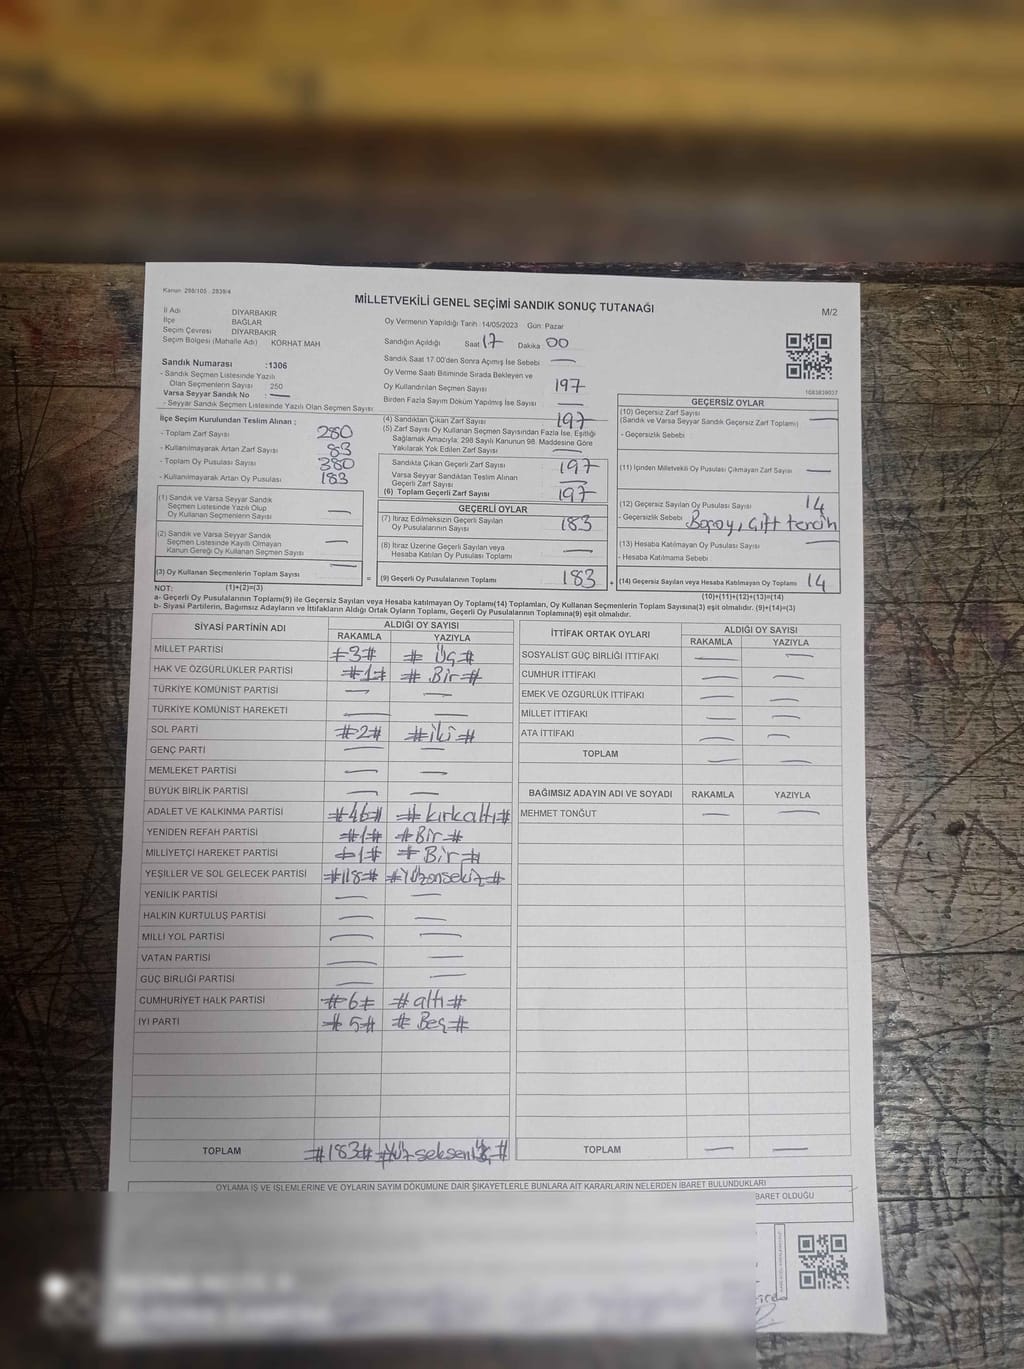 Kanun: 298/105 - 2839/4
MİLLETVEKİLİ GENEL SEÇİMİ SANDIK SONUÇ TUTANAĞI
M/2
İl Adı DİYARBAKIR
İlçe BAĞLAR
Seçim Çevresi DİYARBAKIR
Seçim Bölgesi (Mahalle Adı) KORHAT MAH
Sandık Numarası :1306
- Sandık Seçmen Listesinde Yazılı
Olan Seçmenlerin Sayısı 250
Varsa Seyyar Sandık No :
- Seyyar Sandık Seçmen Listesinde Yazılı Olan Seçmen Sayısı
Oy Vermenin Yapıldığı Tarih : 14/05/2023 Gün: Pazar
Sandığın Açıldığı Saat 17 Dakika 00
Sandık Saat 17.00'den Sonra Açımış İse Sebebi
Oy Verme Saati Bitiminde Sırada Bekleyen ve
Oy Kullandırılan Seçmen Sayısı 197
Birden Fazla Sayım Döküm Yapılmış İse Sayısı
1083839037
İlçe Seçim Kurulundan Teslim Alınan ;
- Toplam Zarf Sayısı 280
- Kullanılmayarak Artan Zarf Sayısı 83
- Toplam Oy Pusulası Sayısı 380
- Kullanılmayarak Artan Oy Pusulası 183
(1) Sandık ve Varsa Seyyar Sandık
Seçmen Listesinde Yazılı Olup
Oy Kullanan Seçmenlerin Sayısı
(2) Sandık ve Varsa Seyyar Sandık
Seçmen Listesinde Kayıtlı Olmayan
Kanun Gereği Oy Kullanan Seçmen Sayısı
(3) Oy Kullanan Seçmenlerin Toplam Sayısı =
(1)+(2)=(3)
(4) Sandıktan Çıkan Zarf Sayısı 197
(5) Zarf Sayısı Oy Kullanan Seçmen Sayısından Fazla İse, Eşitliği
Sağlamak Amacıyla; 298 Sayılı Kanunun 98. Maddesine Göre
Yakılarak Yok Edilen Zarf Sayısı
Sandıkta Çıkan Geçerli Zarf Sayısı 197
Varsa Seyyar Sandıktan Teslim Alınan
Geçerli Zarf Sayısı
(6) Toplam Geçerli Zarf Sayısı 197
GEÇERLİ OYLAR
(7) İtiraz Edilmeksizin Geçerli Sayılan
Oy Pusulalarının Sayısı 183
(8) İtiraz Üzerine Geçerli Sayılan veya
Hesaba Katılan Oy Pusulası Toplamı
(9) Geçerli Oy Pusulalarının Toplamı 183 +
GEÇERSİZ OYLAR
(10) Geçersiz Zarf Sayısı
(Sandık ve Varsa Seyyar Sandık Geçersiz Zarf Toplamı)
- Geçersizlik Sebebi
(11) İçinden Milletvekili Oy Pusulası Çıkmayan Zarf Sayısı
(12) Geçersiz Sayılan Oy Pusulası Sayısı 14
- Geçersizlik Sebebi Boşoy, Çift tercih
(13) Hesaba Katılmayan Oy Pusulası Sayısı
- Hesaba Katılmama Sebebi
(14) Geçersiz Sayılan veya Hesaba Katılmayan Oy Toplamı 14
(10)+(11)+(12)+(13)=(14)
NOT:
a- Geçerli Oy Pusulalarının Toplamı(9) ile Geçersiz Sayılan veya Hesaba katılmayan Oy Toplamı(14) Toplamları, Oy Kullanan Seçmenlerin Toplam Sayısına(3) eşit olmalıdır. (9)+(14)=(3)
b- Siyasi Partilerin, Bağımsız Adayların ve İttifakların Aldığı Ortak Oyların Toplamı, Geçerli Oy Pusulalarının Toplamına(9) eşit olmalıdır.
SİYASİ PARTİNİN ADI ALDIĞI OY SAYISI
RAKAMLA YAZIYLA
MİLLET PARTİSİ #3# # Üç #
HAK VE ÖZGÜRLÜKLER PARTİSİ #1# # Bir #
TÜRKİYE KOMÜNİST PARTİSİ
TÜRKİYE KOMÜNİST HAREKETİ
SOL PARTİ #2# #iki #
GENÇ PARTİ
MEMLEKET PARTİSİ
BÜYÜK BİRLİK PARTİSİ
ADALET VE KALKINMA PARTİSİ #46# # kırkaltı#
YENİDEN REFAH PARTİSİ #1# #Bir #
MİLLİYETÇİ HAREKET PARTİSİ #1# # Bir #
YEŞİLLER VE SOL GELECEK PARTİSİ #118# #Yüzonsekiz#
YENİLİK PARTİSİ
HALKIN KURTULUŞ PARTİSİ
MİLLİ YOL PARTİSİ
VATAN PARTİSİ
GÜÇ BİRLİĞİ PARTİSİ
CUMHURİYET HALK PARTİSİ #6# #altı#
İYİ PARTİ #5# # Beş#
TOPLAM #183# #Yüz seksenüç #
İTTİFAK ORTAK OYLARI ALDIĞI OY SAYISI
RAKAMLA YAZIYLA
SOSYALİST GÜÇ BİRLİĞİ İTTİFAKI
CUMHUR İTTİFAKI
EMEK VE ÖZGÜRLÜK İTTİFAKI
MİLLET İTTİFAKI
ATA İTTİFAKI
TOPLAM
BAĞIMSIZ ADAYIN ADI VE SOYADI RAKAMLA YAZIYLA
MEHMET TONĞUT
TOPLAM
OYLAMA İŞ VE İŞLEMLERİNE VE OYLARIN SAYIM DÖKÜMÜNE DAİR ŞİKAYETLERLE BUNLARA AİT KARARLARIN NELERDEN İBARET BULUNDUKLARI
BARET OLDUĞU